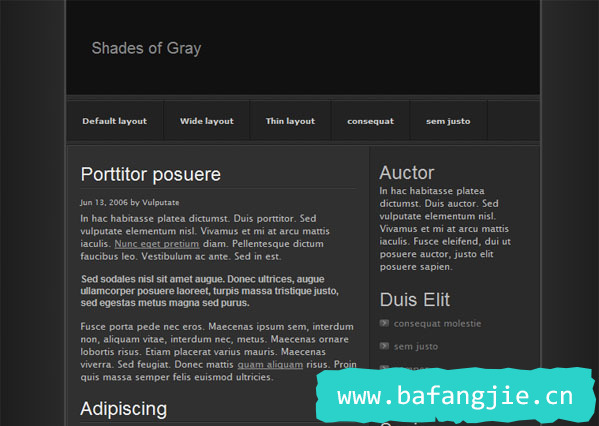 Shades of Gray
Default layout
Wide layout
Thin layout
consequat
sem justo
Porttitor posuere
Jun 13, 2006 by Vulputate
In hac habitasse platea dictumst. Duis porttitor. Sed
vulputate elementum nisl. Vivamus et mi at arcu mattis
iaculis. Nunc eget pretium diam. Pellentesque dictum
faucibus leo. Vestibulum ac ante. Sed in est.
Sed sodales nisl sit amet augue. Donec ultrices, augue
ullamcorper posuere laoreet, turpis massa tristique justo,
sed egestas metus magna sed purus.
Fusce porta pede nec eros. Maecenas ipsum sem, interdum
non, aliquam vitae, interdum nec, metus. Maecenas ornare
lobortis risus. Etiam placerat varius mauris. Maecenas
viverra. Sed feugiat. Donec mattis quam aliquam risus. Proin
quis massa semper felis euismod ultricies.
Adipiscing
Auctor
In hac habitasse platea
dictumst. Duis auctor. Sed
vulputate elementum nisl.
Vivamus et mi at arcu mattis
iaculis. Fusce eleifend, dui ut
posuere auctor, justo elit
posuere sapien.
Duis Elit
consequat molestie
sem justo
www.bafangjie.cn